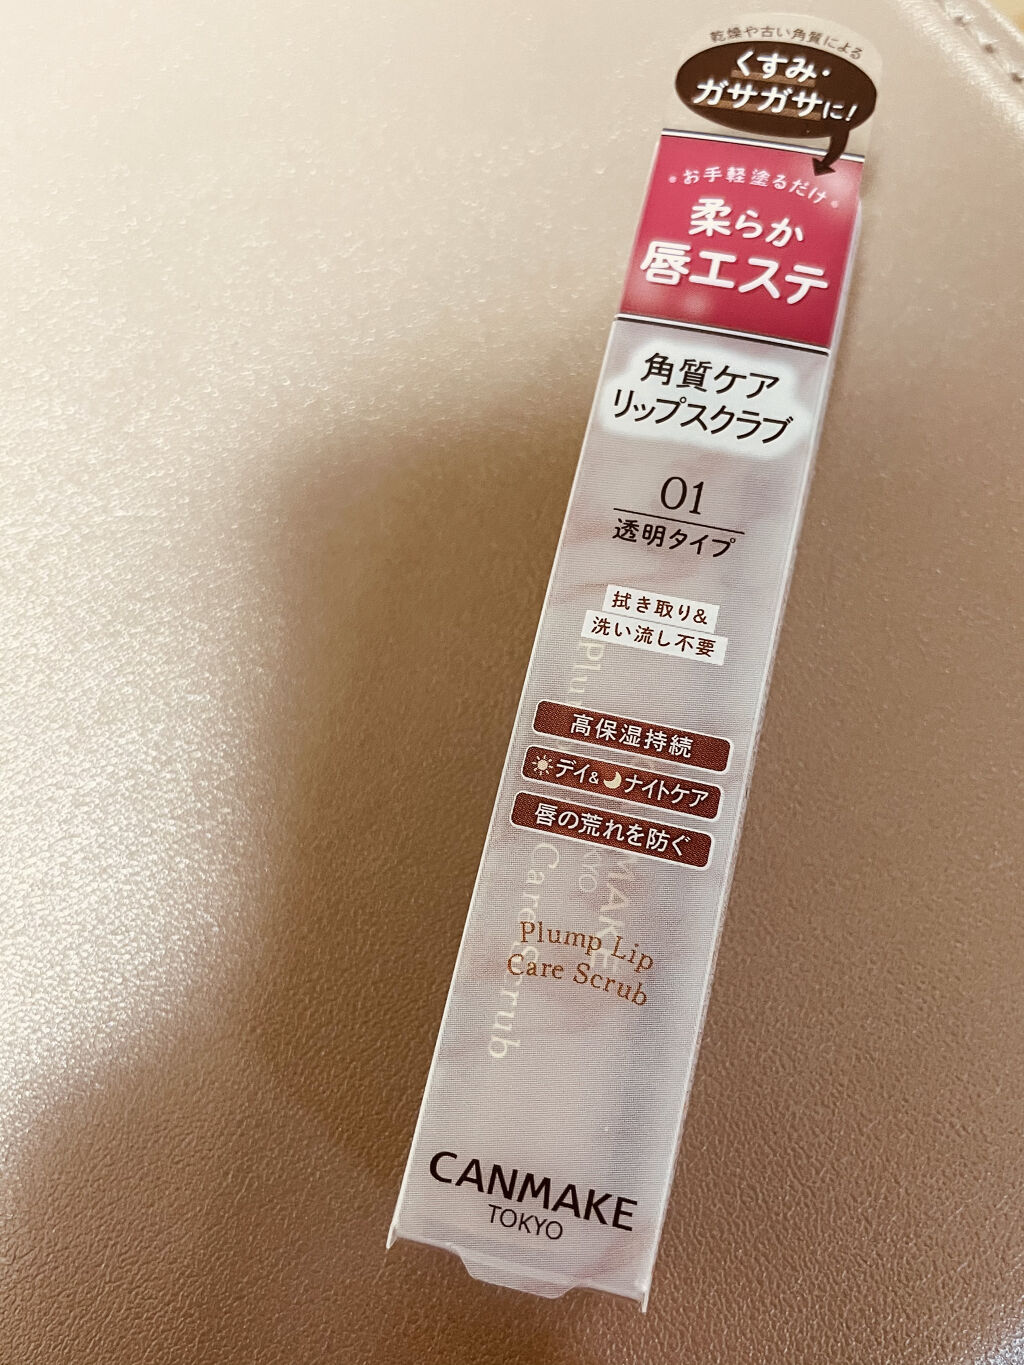 乾燥や古い角質による
くすみ・
ガサガサに!
お手軽塗るだけ
柔らか
唇エステ
角質ケア
リップスクラブ
01
透明タイプ
拭き取り&
洗い流し不要
高保湿持続
デイ&ナイトケア
唇の荒れを防ぐ
Plump Lip
Care Scrub
CANMAKE
TOKYO